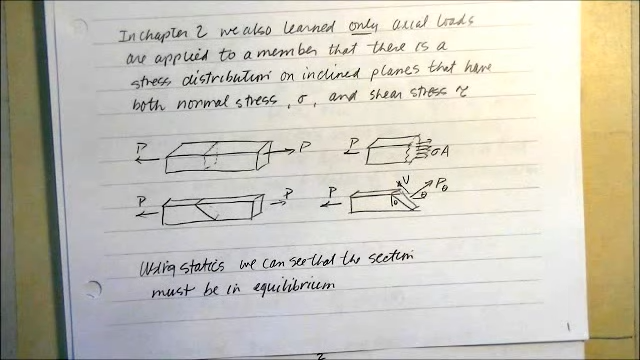 In chapter 2 we also learned only axial loads
are applied to a member that there is a
stress distribution on inclined planes that have
both normal stress, σ, and shear stress τ
P P P σA
P P P V Pθ θ θ
Using statics we can see that the section
must be in equilibrium
1
2